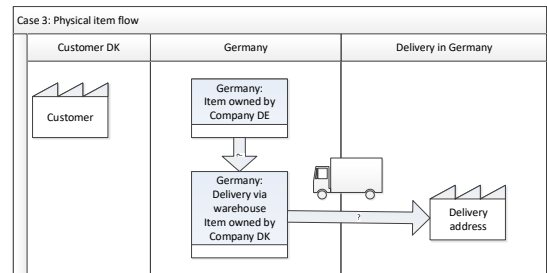 Case 3: Physical item flow
Customer DK
Germany
Delivery in Germany
Customer
Germany:
Item owned by
Company DE
Germany:
Delivery via
warehouse
Item owned by
Company DK
?
Delivery
address